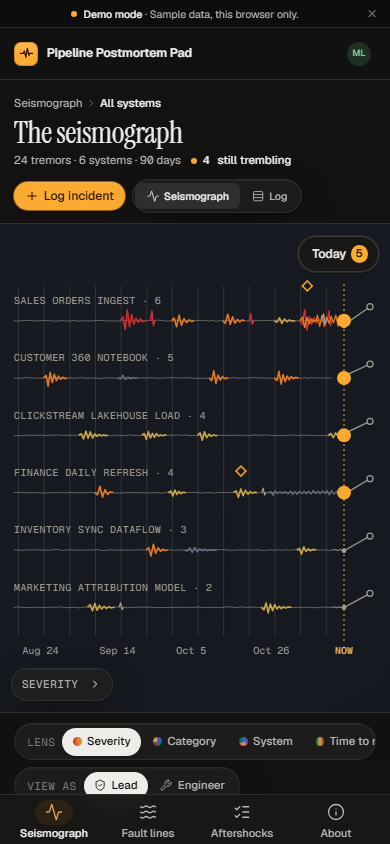 Demo mode · Sample data, this browser only.
Pipeline Postmortem Pad
ML
Seismograph > All systems
The seismograph
24 tremors · 6 systems · 90 days 4 still trembling
+ Log incident
Seismograph
Log
Today 5
SALES ORDERS INGEST · 6
CUSTOMER 360 NOTEBOOK · 5
CLICKSTREAM LAKEHOUSE LOAD · 4
FINANCE DAILY REFRESH · 4
INVENTORY SYNC DATAFLOW · 3
MARKETING ATTRIBUTION MODEL · 2
Aug 24 Sep 14 Oct 5 Oct 26 NOW
SEVERITY >
LENS Severity Category System Time to r
VIEW AS Lead Engineer
Seismograph Fault lines Aftershocks About